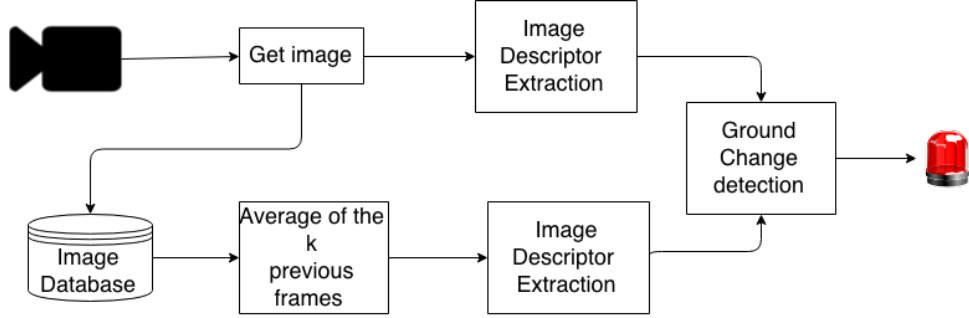 Get image
Image
Descriptor
Extraction
Ground
Change
detection
Image
Database
Average of the
k
previous
frames
Image
Descriptor
Extraction